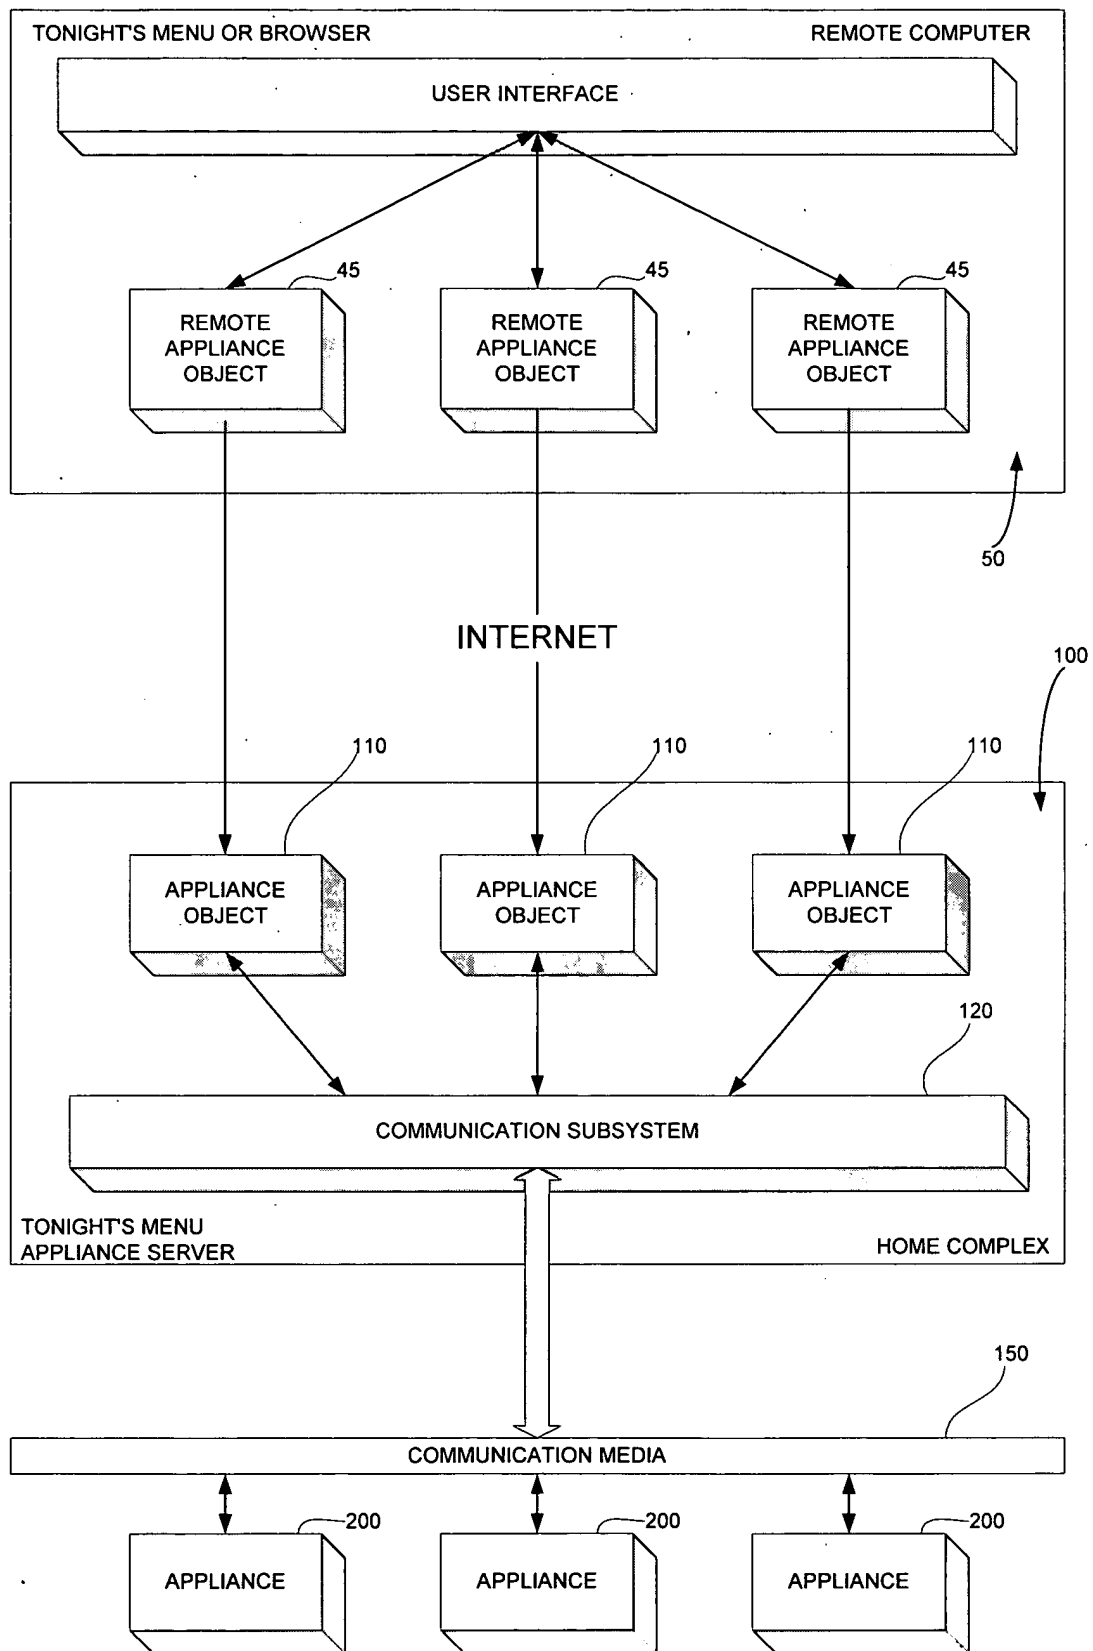 TONIGHT'S MENU OR BROWSER
REMOTE COMPUTER
USER INTERFACE
45
45
45
REMOTE
APPLIANCE
OBJECT
REMOTE
APPLIANCE
OBJECT
REMOTE
APPLIANCE
OBJECT
50
INTERNET
100
110
110
110
APPLIANCE
OBJECT
APPLIANCE
OBJECT
APPLIANCE
OBJECT
120
COMMUNICATION SUBSYSTEM
TONIGHT'S MENU
APPLIANCE SERVER
HOME COMPLEX
150
COMMUNICATION MEDIA
200
200
200
APPLIANCE
APPLIANCE
APPLIANCE